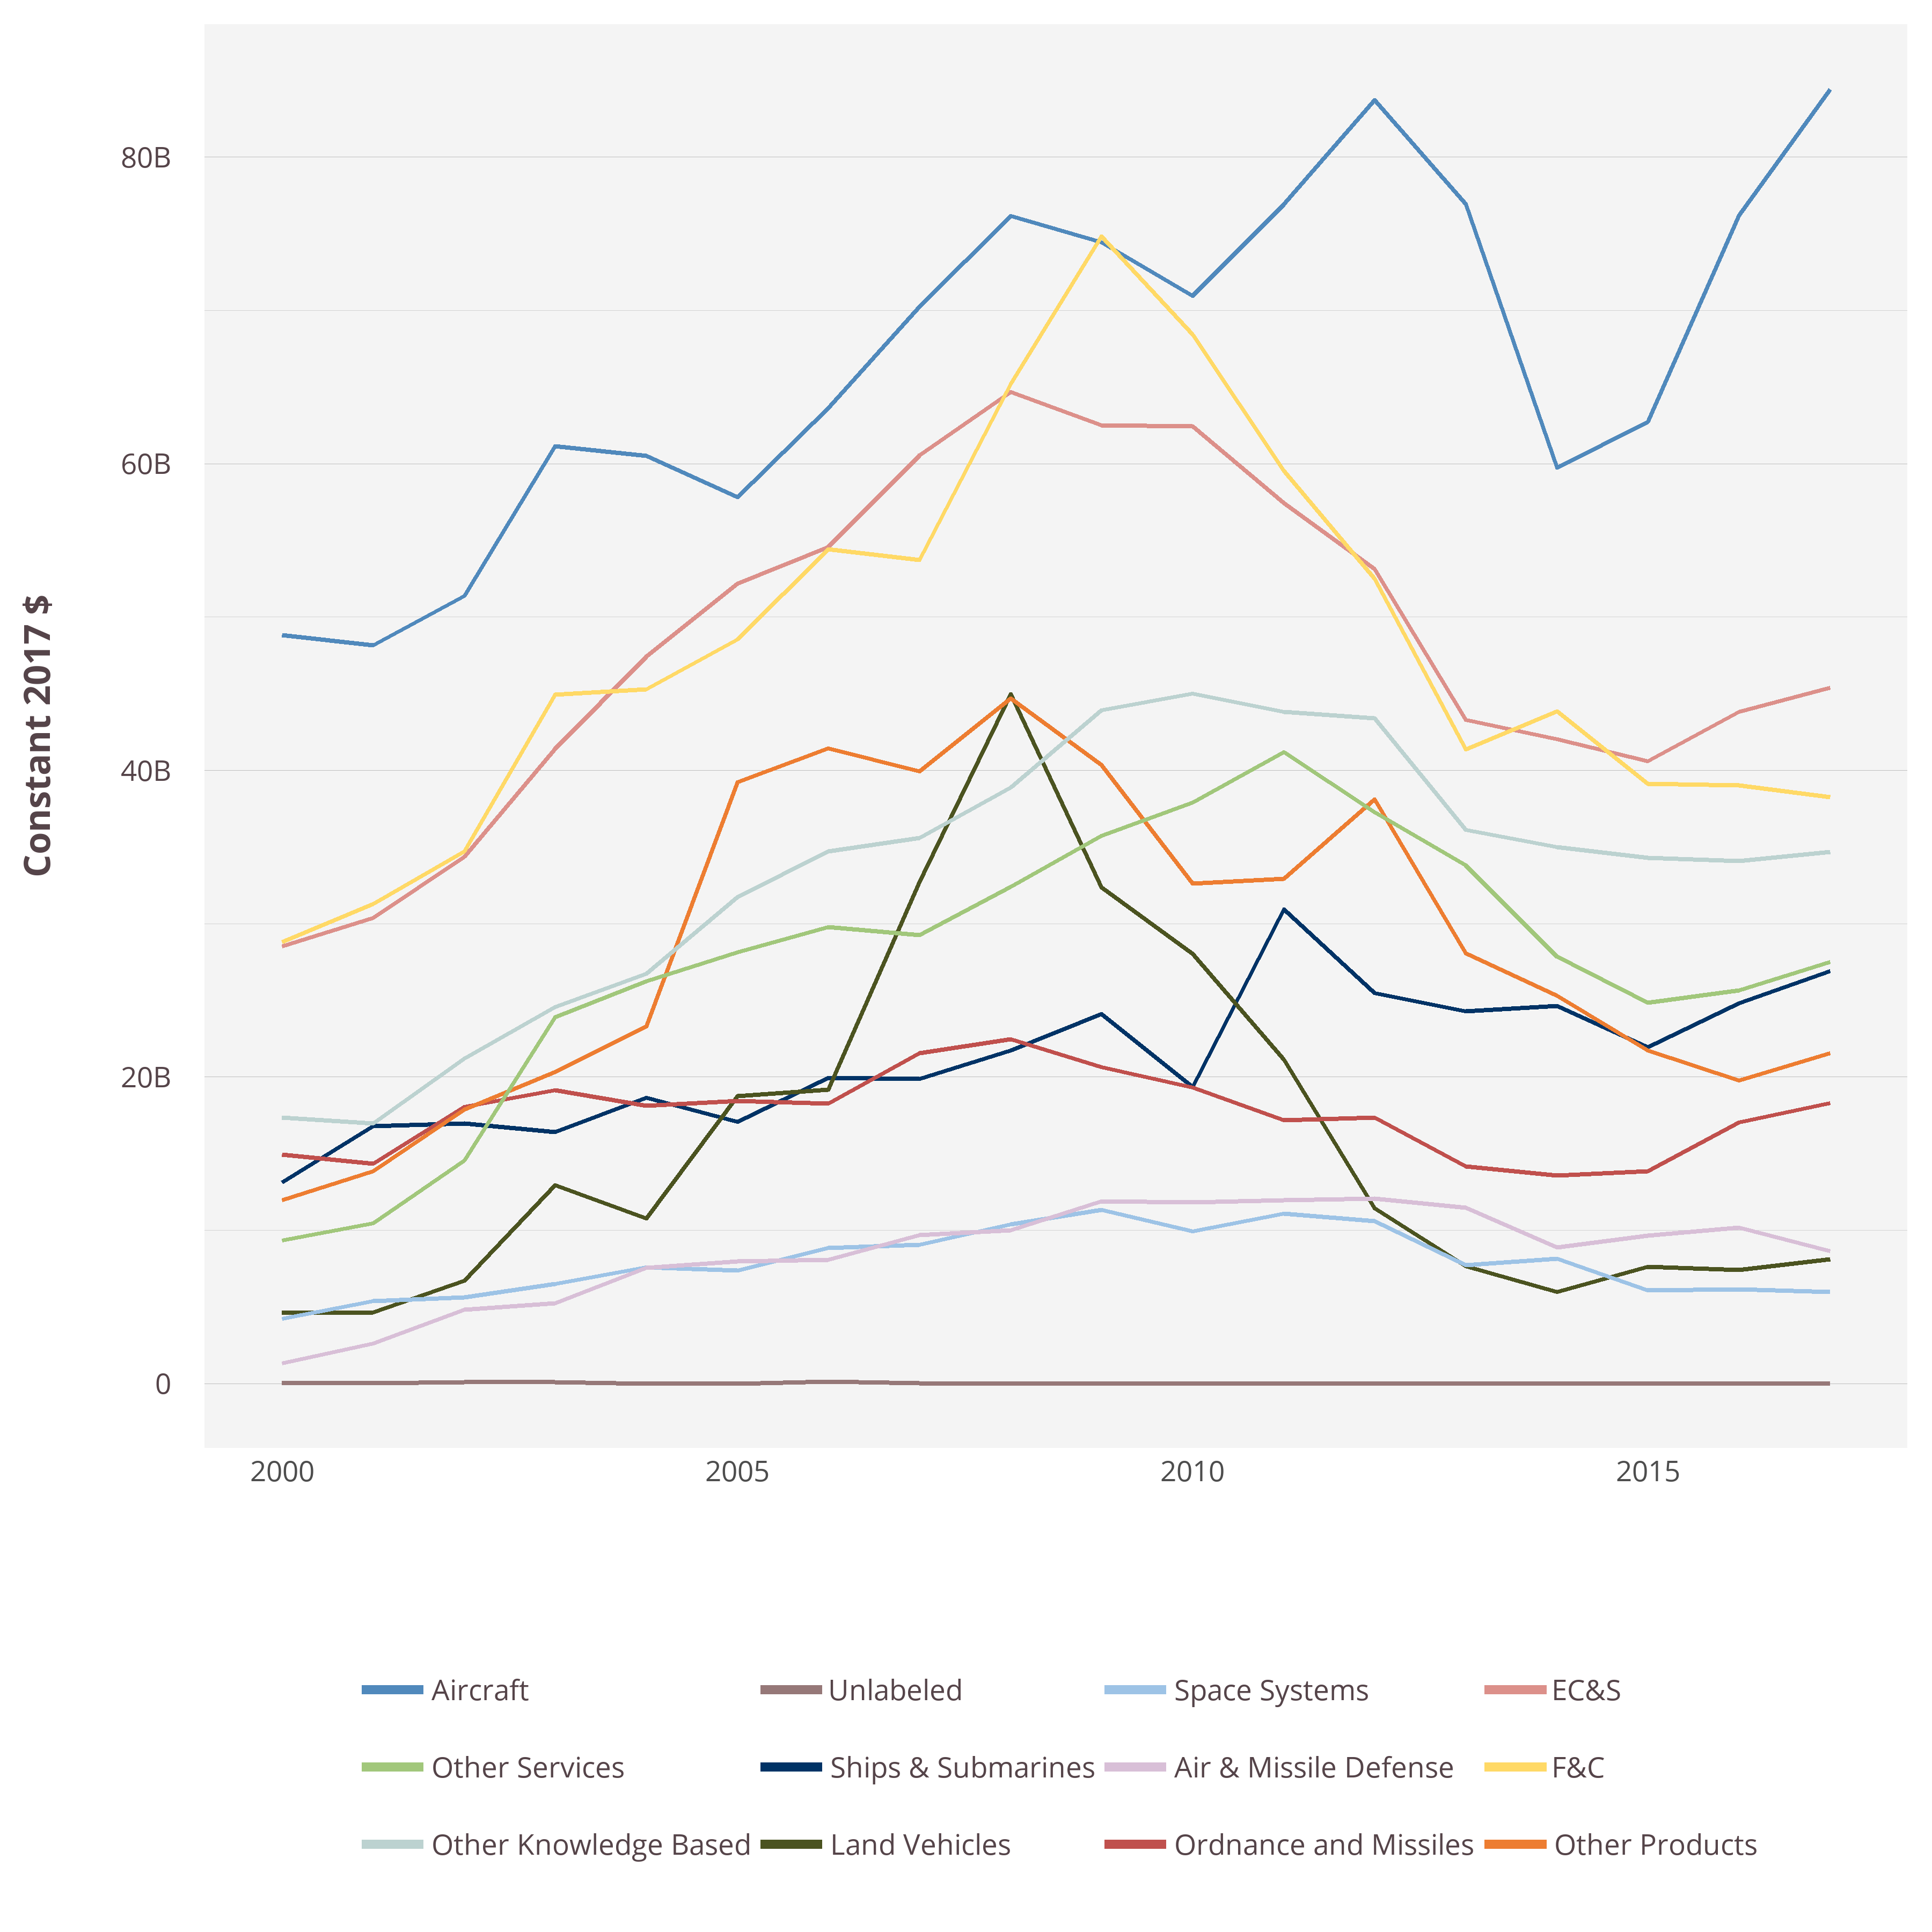 80B
60B
40B
20B
0
Constant 2017 $
2000 2005 2010 2015
Aircraft Unlabeled Space Systems EC&S
Other Services Ships & Submarines Air & Missile Defense F&C
Other Knowledge Based Land Vehicles Ordnance and Missiles Other Products